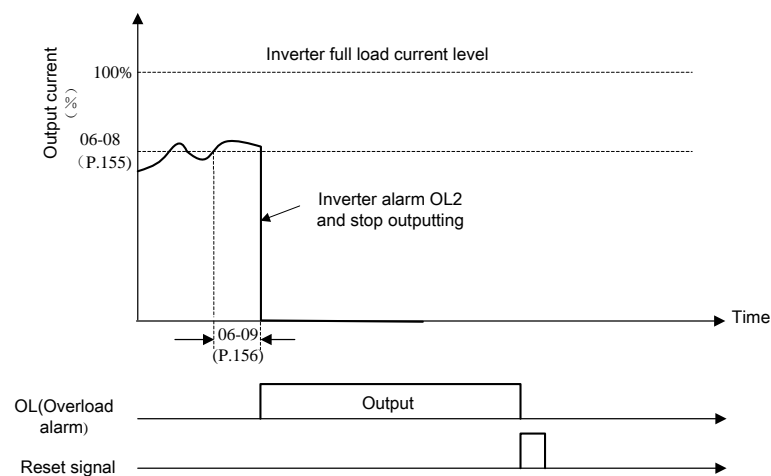 Output current
(%)
Inverter full load current level
100%
06-08
(P.155)
Inverter alarm OL2
and stop outputting
Time
06-09
(P.156)
OL(Overload
alarm)
Output
Reset signal